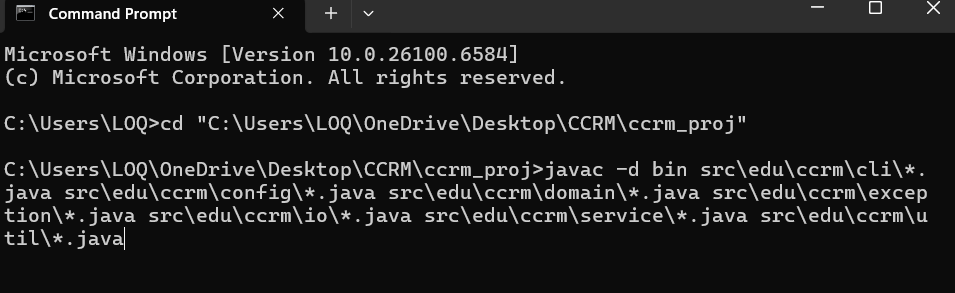 Command Prompt
Microsoft Windows [Version 10.0.26100.6584]
(c) Microsoft Corporation. All rights reserved.
C:\Users\LOQ>cd "C:\Users\LOQ\OneDrive\Desktop\CCRM\ccrm_proj"
C:\Users\LOQ\OneDrive\Desktop\CCRM\ccrm_proj>javac -d bin src\edu\ccrm\cli\*.
java src\edu\ccrm\config\*.java src\edu\ccrm\domain\*.java src\edu\ccrm\excep
tion\*.java src\edu\ccrm\io\*.java src\edu\ccrm\service\*.java src\edu\ccrm\u
til\*.java